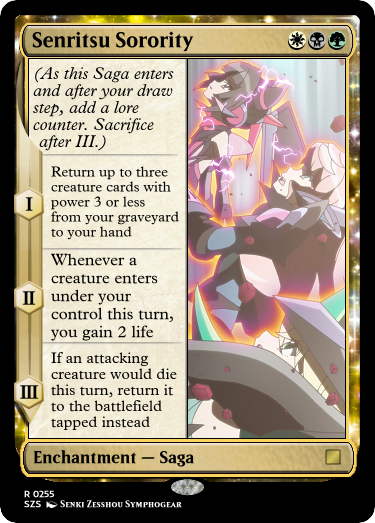 Senritsu Sorority
(As this Saga enters
and after your draw
step, add a lore
counter. Sacrifice
after III.)
I
Return up to three
creature cards with
power 3 or less
from your graveyard
to your hand
II
Whenever a
creature enters
under your
control this turn,
you gain 2 life
III
If an attacking
creature would die
this turn, return it
to the battlefield
tapped instead
Enchantment — Saga
R 0255
SZS Senki Zesshou Symphogear